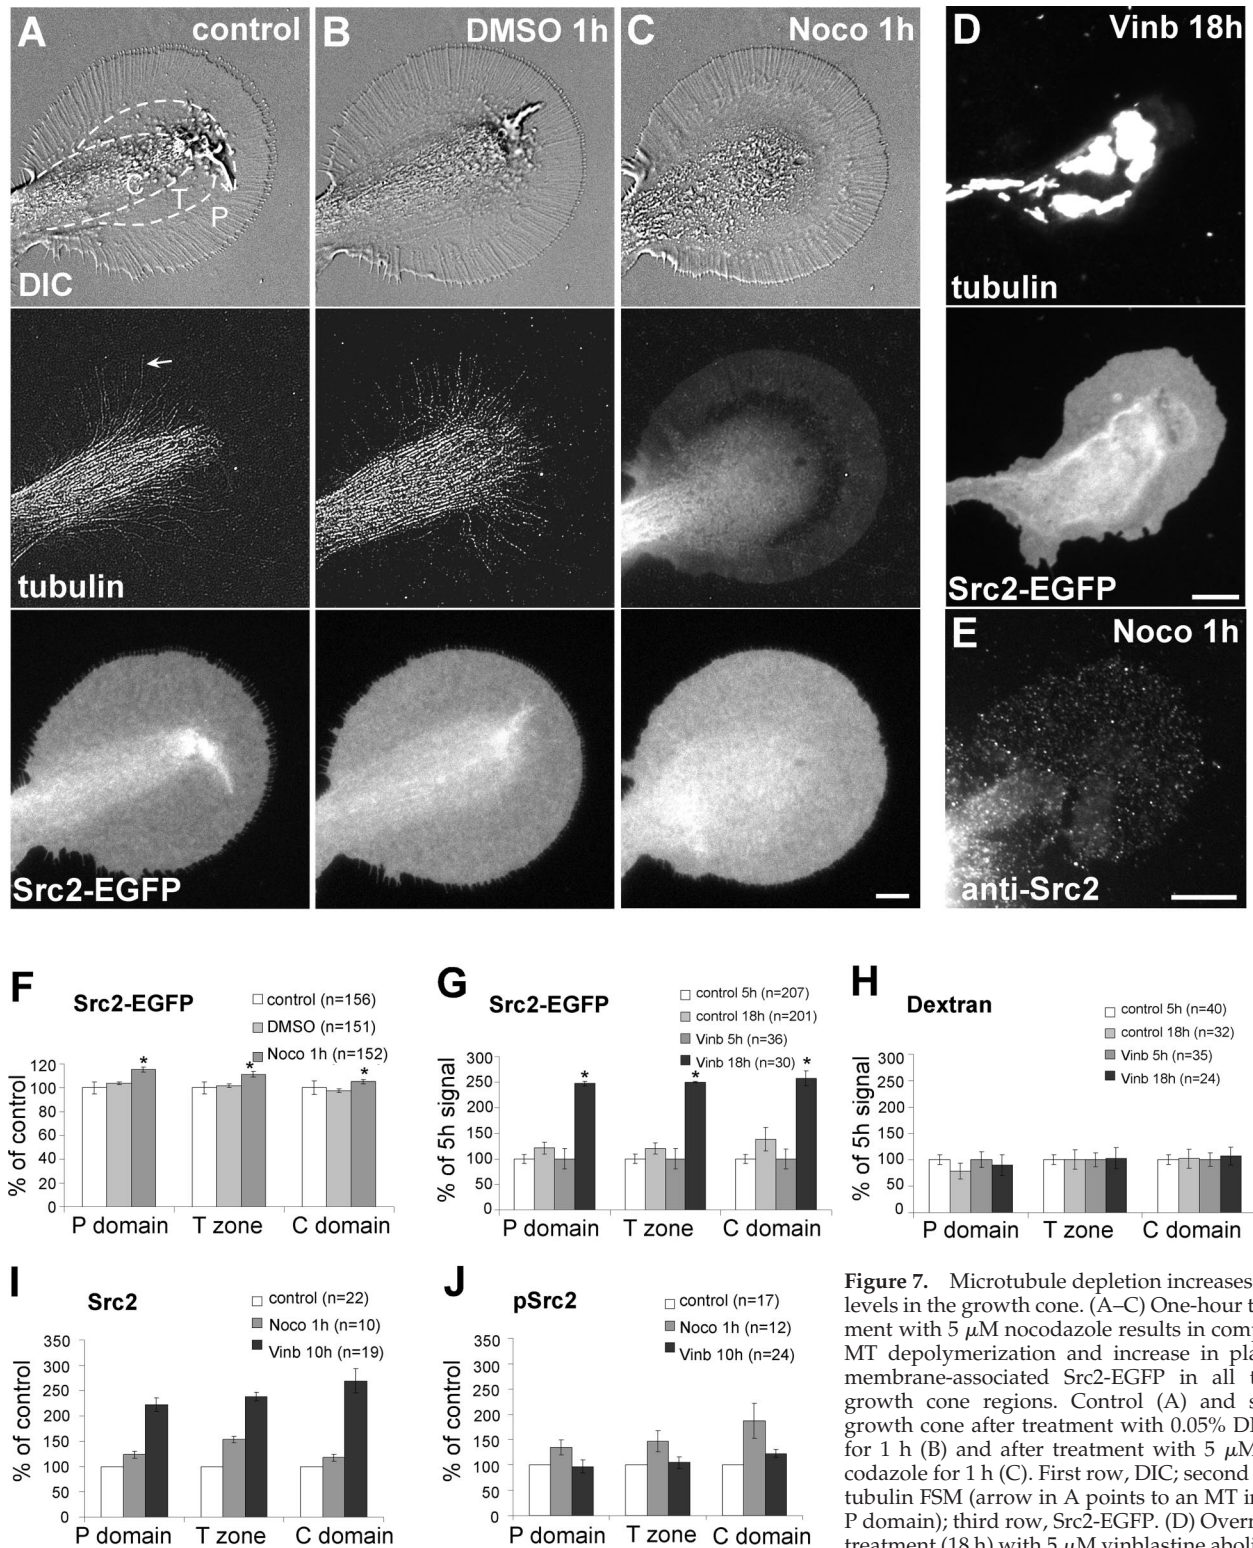 A control
B DMSO 1h
C Noco 1h
D Vinb 18h
C
T
P
DIC
tubulin
tubulin
Src2-EGFP
Src2-EGFP
E Noco 1h
anti-Src2
F
Src2-EGFP
control (n=156)
DMSO (n=151)
Noco 1h (n=152)
% of control
120
100
80
60
40
20
0
* * *
P domain T zone C domain
G
Src2-EGFP
control 5h (n=207)
control 18h (n=201)
Vinb 5h (n=36)
Vinb 18h (n=30)
% of 5h signal
300
250
200
150
100
50
0
* * *
P domain T zone C domain
H
Dextran
control 5h (n=40)
control 18h (n=32)
Vinb 5h (n=35)
Vinb 18h (n=24)
% of 5h signal
300
250
200
150
100
50
0
P domain T zone C domain
I
Src2
control (n=22)
Noco 1h (n=10)
Vinb 10h (n=19)
% of control
350
300
250
200
150
100
50
0
P domain T zone C domain
J
pSrc2
control (n=17)
Noco 1h (n=12)
Vinb 10h (n=24)
% of control
350
300
250
200
150
100
50
0
P domain T zone C domain
Figure 7. Microtubule depletion increases
levels in the growth cone. (A–C) One-hour t
ment with 5 μM nocodazole results in comp
MT depolymerization and increase in pla
membrane-associated Src2-EGFP in all t
growth cone regions. Control (A) and s
growth cone after treatment with 0.05% D
for 1 h (B) and after treatment with 5 μM
codazole for 1 h (C). First row, DIC; second
tubulin FSM (arrow in A points to an MT i
P domain); third row, Src2-EGFP. (D) Overr
treatment (18 h) with 5 μM vinblastine aboli